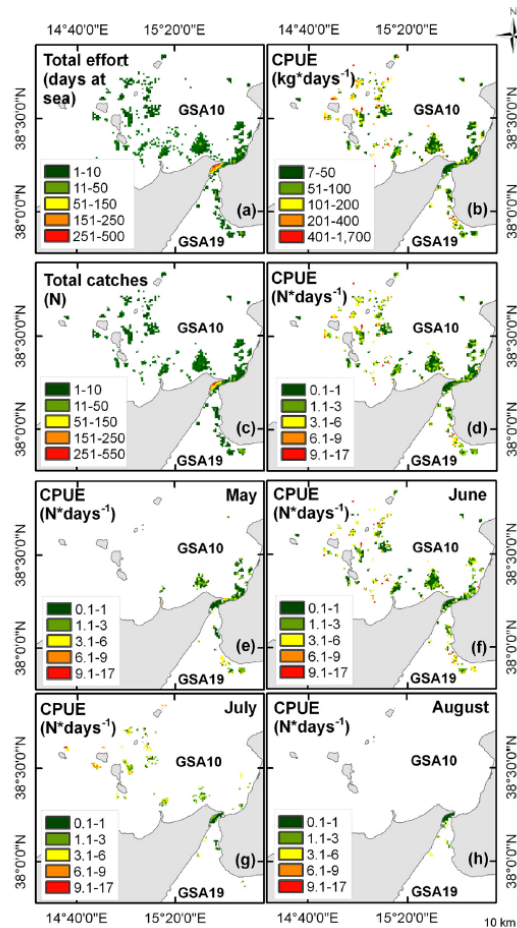 14°40'0"E 15°20'0"E 14°40'0"E 15°20'0"E
N
Total effort
(days at
sea)
GSA10
1-10
11-50
51-150
151-250
251-500
(a)
GSA19
CPUE
(kg*days-1)
GSA10
7-50
51-100
101-200
201-400
401-1,700
(b)
GSA19
38°30'0"N
38°0'0"N
38°30'0"N
38°0'0"N
Total catches
(N)
GSA10
1-10
11-50
51-150
151-250
251-550
(c)
GSA19
CPUE
(N*days-1)
GSA10
0.1-1
1.1-3
3.1-6
6.1-9
9.1-17
(d)
GSA19
38°30'0"N
38°0'0"N
38°30'0"N
38°0'0"N
CPUE
(N*days-1)
May
GSA10
0.1-1
1.1-3
3.1-6
6.1-9
9.1-17
(e)
GSA19
CPUE
(N*days-1)
June
GSA10
0.1-1
1.1-3
3.1-6
6.1-9
9.1-17
(f)
GSA19
38°30'0"N
38°0'0"N
38°30'0"N
38°0'0"N
CPUE
(N*days-1)
July
GSA10
0.1-1
1.1-3
3.1-6
6.1-9
9.1-17
(g)
GSA19
CPUE
(N*days-1)
August
GSA10
0.1-1
1.1-3
3.1-6
6.1-9
9.1-17
(h)
GSA19
38°30'0"N
38°0'0"N
38°30'0"N
38°0'0"N
14°40'0"E 15°20'0"E 14°40'0"E 15°20'0"E
10 km